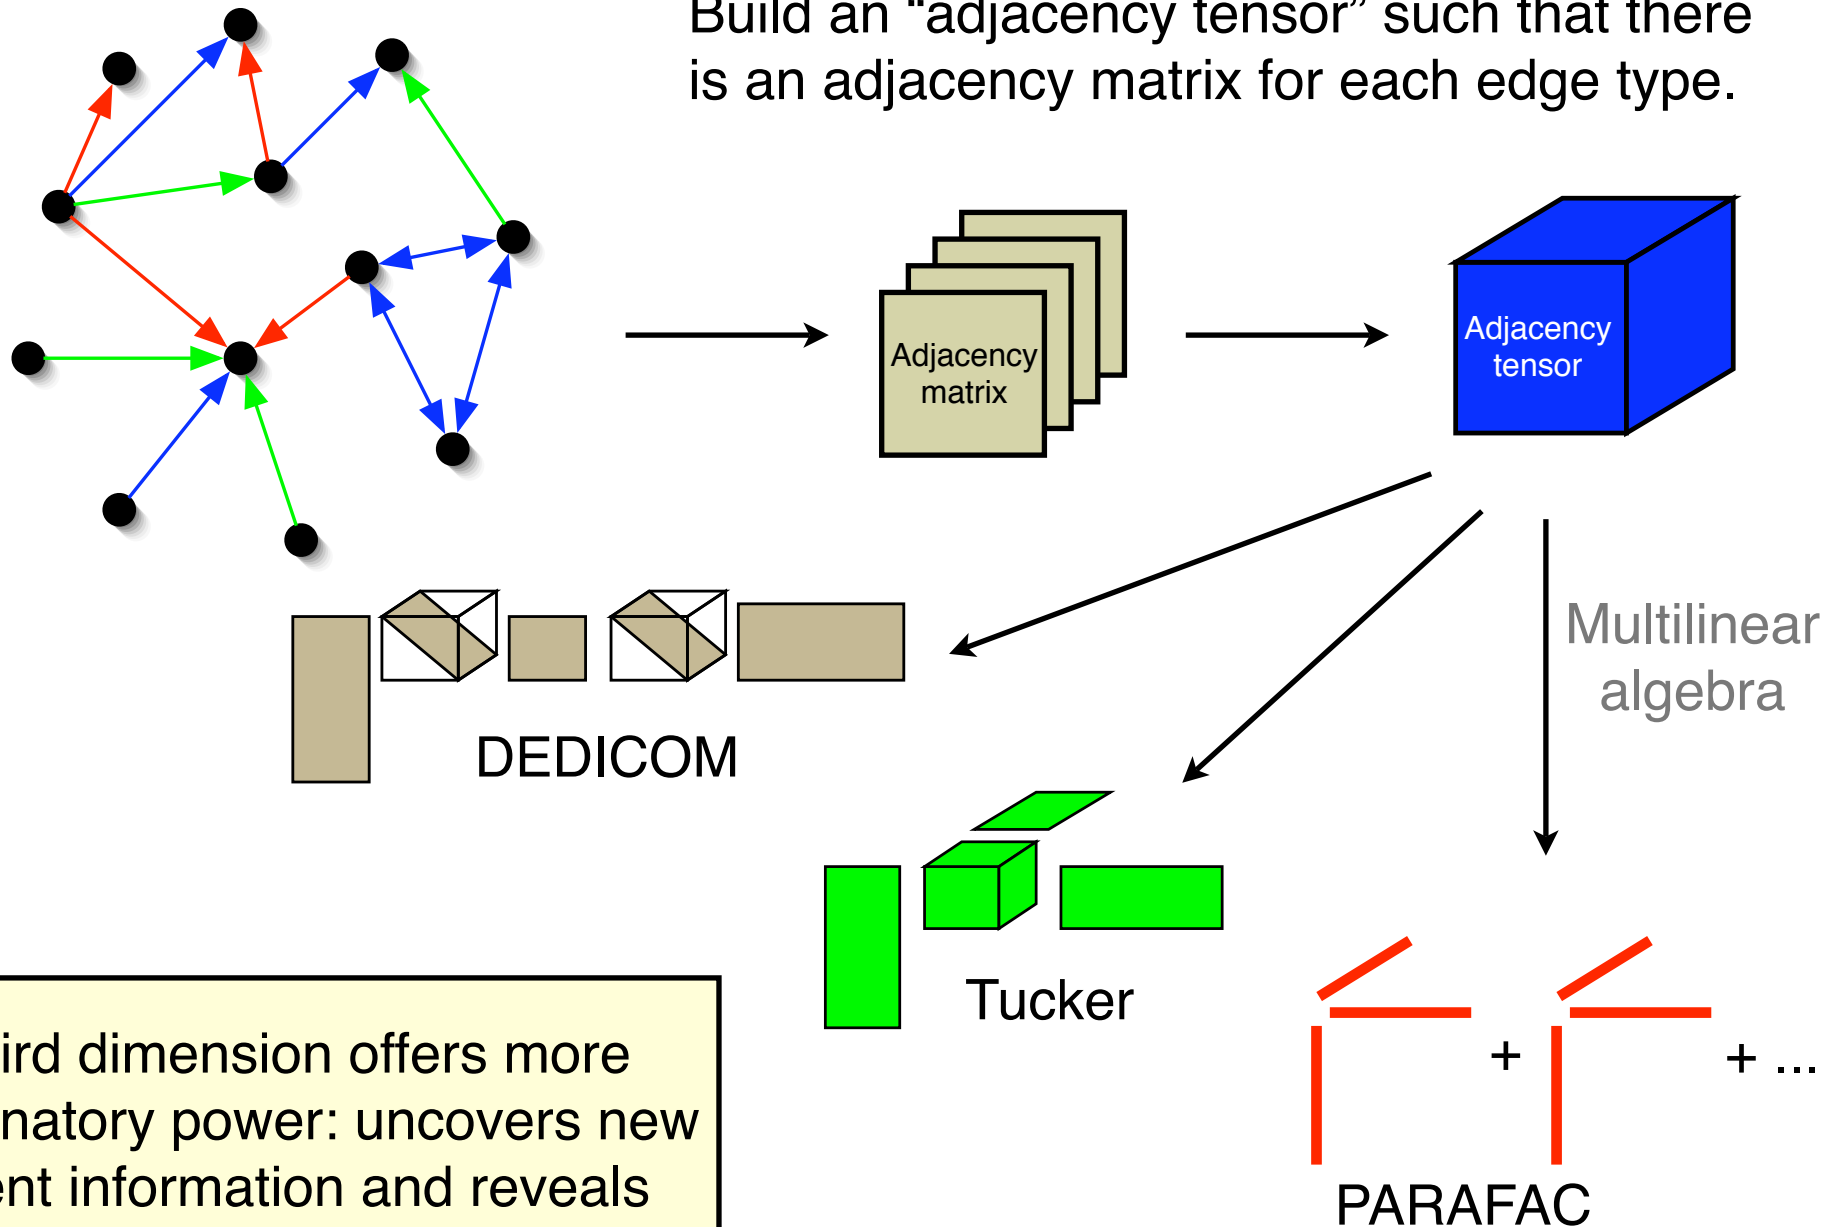 Build an “adjacency tensor” such that there
is an adjacency matrix for each edge type.
Adjacency
matrix
Adjacency
tensor
Multilinear
algebra
DEDICOM
Tucker
+
+ ...
PARAFAC
ird dimension offers more
natory power: uncovers new
ent information and reveals